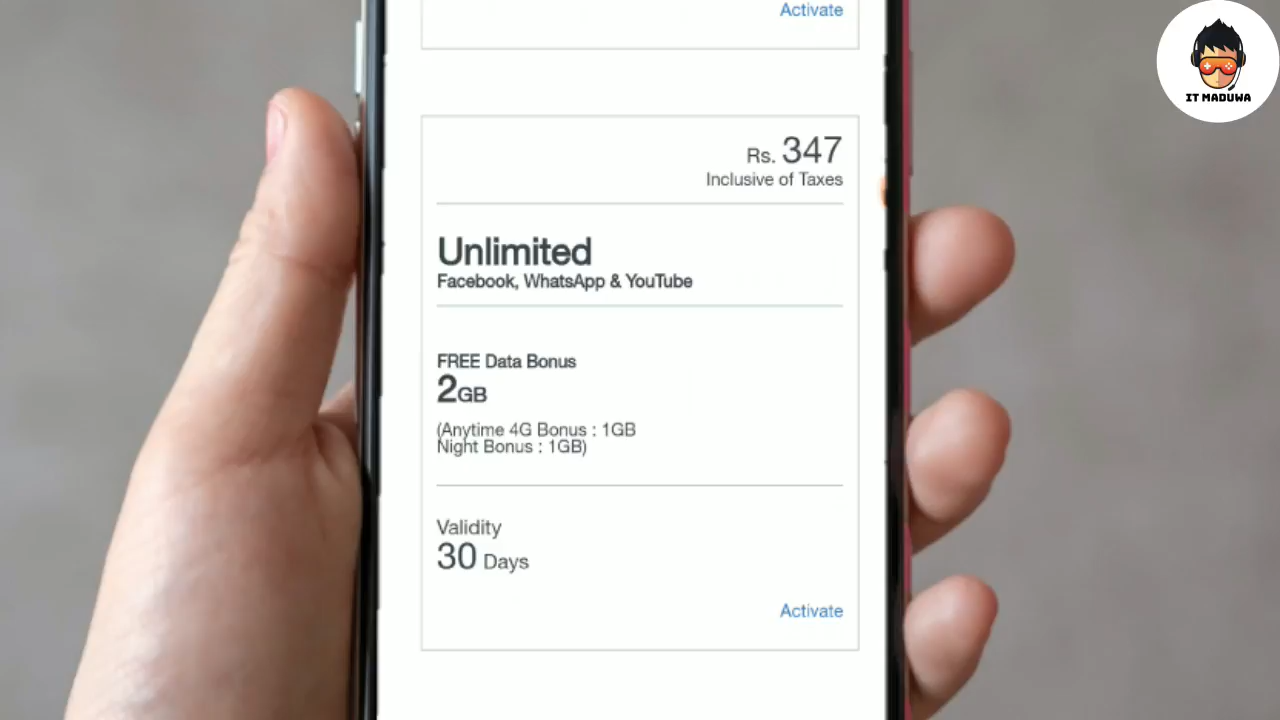 Activate
IT MADUWA
Rs. 347
Inclusive of Taxes
Unlimited
Facebook, WhatsApp & YouTube
FREE Data Bonus
2GB
(Anytime 4G Bonus : 1GB
Night Bonus : 1GB)
Validity
30 Days
Activate